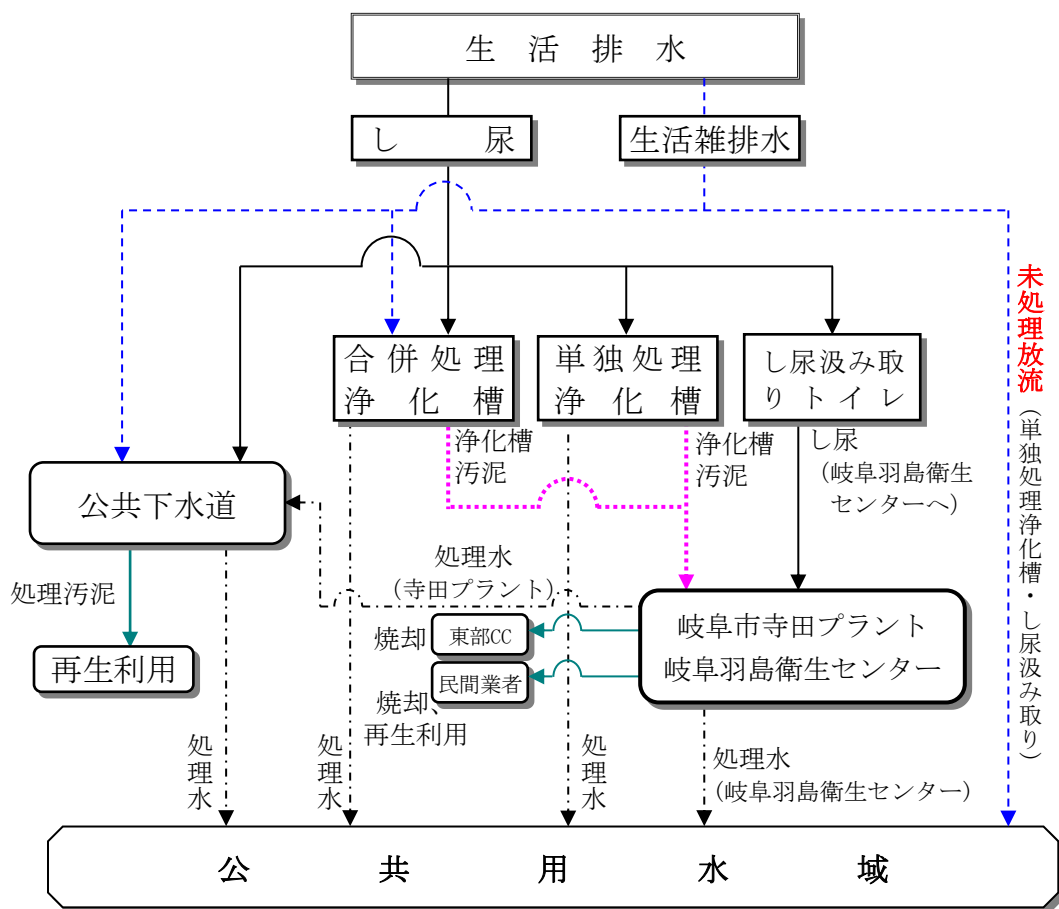 生活排水
し尿
生活雑排水
未処理放流（単独処理浄化槽・し尿汲み取り）
合併処理
浄化槽
単独処理
浄化槽
し尿汲み取
りトイレ
浄化槽
汚泥
浄化槽
汚泥
し尿
（岐阜羽島衛生
センターへ）
公共下水道
処理水
（寺田プラント）
処理汚泥
再生利用
焼却
東部CC
民間業者
焼却、
再生利用
岐阜市寺田プラント
岐阜羽島衛生センター
処理水
処理水
処理水
処理水
（岐阜羽島衛生センター）
公共用水域